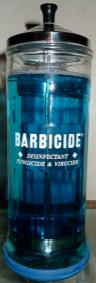 BARBICIDE®
DISINFECTANT
FUNGICIDE & VIRUCIDE